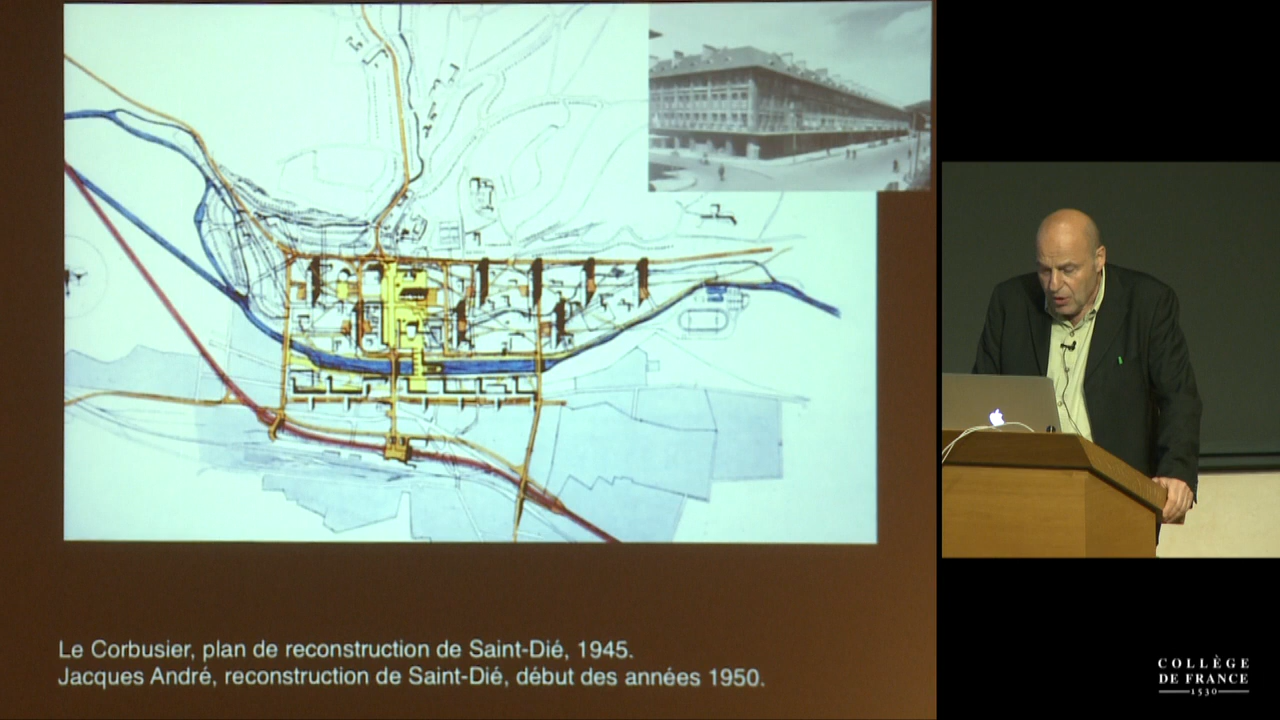 Le Corbusier, plan de reconstruction de Saint-Dié, 1945.
Jacques André, reconstruction de Saint-Dié, début des années 1950.
COLLÈGE
DE FRANCE
1530